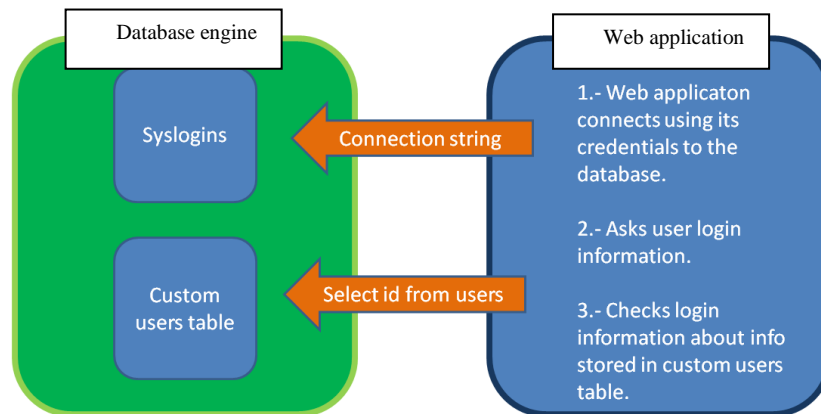 Database engine
Web application
Syslogins
Connection string
Custom
users table
Select id from users
1.- Web applicaton
connects using its
credentials to the
database.
2.- Asks user login
information.
3.- Checks login
information about info
stored in custom users
table.